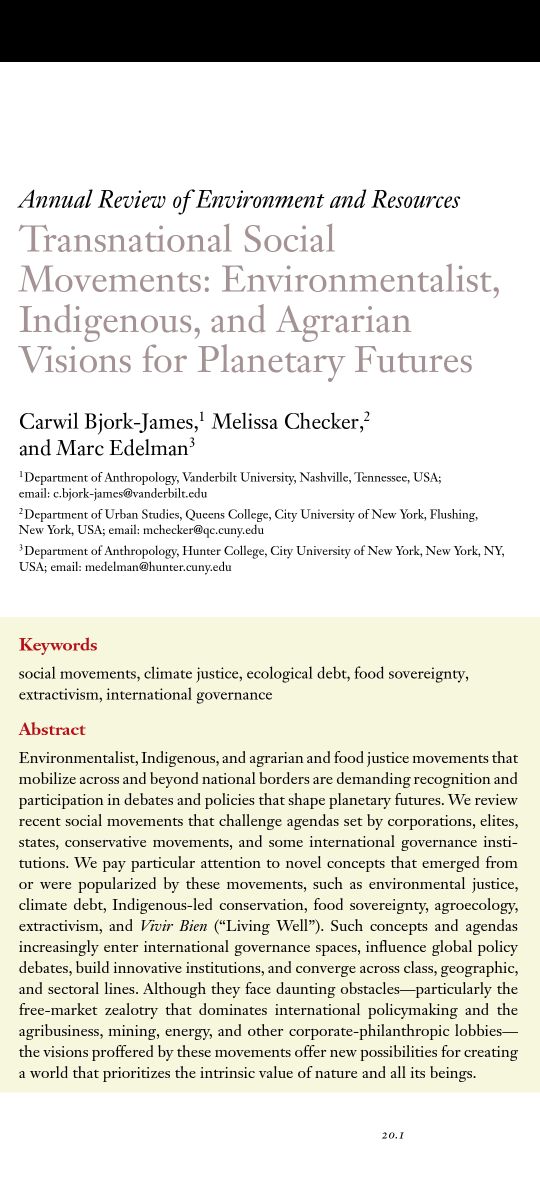 Annual Review of Environment and Resources
Transnational Social
Movements: Environmentalist,
Indigenous, and Agrarian
Visions for Planetary Futures
Carwil Bjork-James,1 Melissa Checker,2
and Marc Edelman3
1Department of Anthropology, Vanderbilt University, Nashville, Tennessee, USA;
email: c.bjork-james@vanderbilt.edu
2Department of Urban Studies, Queens College, City University of New York, Flushing,
New York, USA; email: mchecker@qc.cuny.edu
3Department of Anthropology, Hunter College, City University of New York, New York, NY,
USA; email: medelman@hunter.cuny.edu
Keywords
social movements, climate justice, ecological debt, food sovereignty,
extractivism, international governance
Abstract
Environmentalist, Indigenous, and agrarian and food justice movements that
mobilize across and beyond national borders are demanding recognition and
participation in debates and policies that shape planetary futures. We review
recent social movements that challenge agendas set by corporations, elites,
states, conservative movements, and some international governance insti-
tutions. We pay particular attention to novel concepts that emerged from
or were popularized by these movements, such as environmental justice,
climate debt, Indigenous-led conservation, food sovereignty, agroecology,
extractivism, and Vivir Bien (“Living Well”). Such concepts and agendas
increasingly enter international governance spaces, influence global policy
debates, build innovative institutions, and converge across class, geographic,
and sectoral lines. Although they face daunting obstacles—particularly the
free-market zealotry that dominates international policymaking and the
agribusiness, mining, energy, and other corporate-philanthropic lobbies—
the visions proffered by these movements offer new possibilities for creating
a world that prioritizes the intrinsic value of nature and all its beings.
20.1